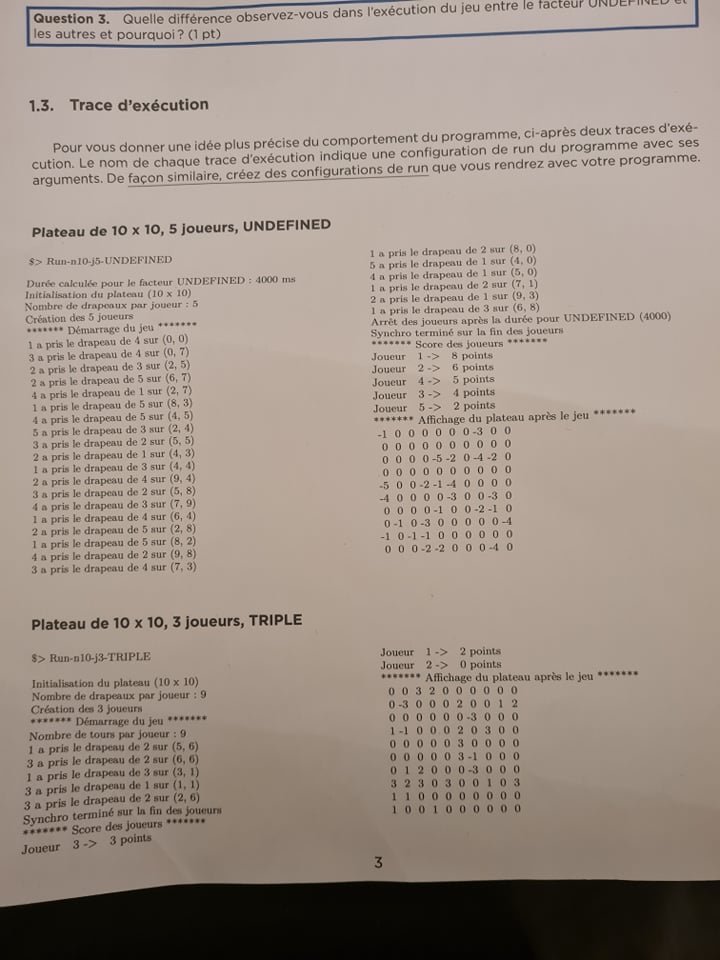 Question 3. Quelle différence observez-vous dans l'exécution du jeu entre le facteur UNDEFINED et
les autres et pourquoi ? (1 pt)
1.3. Trace d'exécution
Pour vous donner une idée plus précise du comportement du programme, ci-après deux traces d'exé-
cution. Le nom de chaque trace d'exécution indique une configuration de run du programme avec ses
arguments. De façon similaire, créez des configurations de run que vous rendrez avec votre programme.
Plateau de 10 x 10, 5 joueurs, UNDEFINED
$> Run-n10-j5-UNDEFINED
Durée calculée pour le facteur UNDEFINED : 4000 ms
Initialisation du plateau (10 x 10)
Nombre de drapeaux par joueur : 5
Création des 5 joueurs
******* Démarrage du jeu *******
1 a pris le drapeau de 4 sur (0, 0)
3 a pris le drapeau de 4 sur (0, 7)
2 a pris le drapeau de 3 sur (2, 5)
2 a pris le drapeau de 5 sur (6, 7)
4 a pris le drapeau de 1 sur (2, 7)
1 a pris le drapeau de 5 sur (8, 3)
4 a pris le drapeau de 5 sur (4, 5)
5 a pris le drapeau de 3 sur (2, 4)
3 a pris le drapeau de 2 sur (5, 5)
2 a pris le drapeau de 1 sur (4, 3)
1 a pris le drapeau de 3 sur (4, 4)
2 a pris le drapeau de 4 sur (9, 4)
3 a pris le drapeau de 2 sur (5, 8)
4 a pris le drapeau de 3 sur (7, 9)
1 a pris le drapeau de 4 sur (6, 4)
2 a pris le drapeau de 5 sur (2, 8)
1 a pris le drapeau de 5 sur (8, 2)
4 a pris le drapeau de 2 sur (9, 8)
3 a pris le drapeau de 4 sur (7, 3)
1 a pris le drapeau de 2 sur (8, 0)
5 a pris le drapeau de 1 sur (4, 0)
4 a pris le drapeau de 1 sur (5, 0)
1 a pris le drapeau de 2 sur (7, 1)
2 a pris le drapeau de 1 sur (9, 3)
1 a pris le drapeau de 3 sur (6, 8)
Arrêt des joueurs après la durée pour UNDEFINED (4000)
Synchro terminé sur la fin des joueurs
******* Score des joueurs *******
Joueur 1 -> 8 points
Joueur 2 -> 6 points
Joueur 4 -> 5 points
Joueur 3 -> 4 points
Joueur 5 -> 2 points
******* Affichage du plateau après le jeu *******
-1 0 0 0 0 0 0 -3 0 0
0 0 0 0 0 0 0 0 0 0
0 0 0 0 -5 -2 0 -4 -2 0
0 0 0 0 0 0 0 0 0 0
-5 0 0 -2 -1 -4 0 0 0 0
-4 0 0 0 0 -3 0 0 -3 0
0 0 0 0 -1 0 0 -2 -1 0
0 -1 0 -3 0 0 0 0 0 -4
-1 0 -1 -1 0 0 0 0 0 0
0 0 0 -2 -2 0 0 0 -4 0
Plateau de 10 x 10, 3 joueurs, TRIPLE
$> Run-n10-j3-TRIPLE
Initialisation du plateau (10 x 10)
Nombre de drapeaux par joueur : 9
Création des 3 joueurs
******* Démarrage du jeu *******
Nombre de tours par joueur : 9
1 a pris le drapeau de 2 sur (5, 6)
3 a pris le drapeau de 2 sur (6, 6)
1 a pris le drapeau de 3 sur (3, 1)
3 a pris le drapeau de 1 sur (1, 1)
3 a pris le drapeau de 2 sur (2, 6)
Synchro terminé sur la fin des joueurs
******* Score des joueurs *******
Joueur 3 -> 3 points
Joueur 1 -> 2 points
Joueur 2 -> 0 points
******* Affichage du plateau après le jeu *******
0 0 3 2 0 0 0 0 0 0
0 -3 0 0 0 2 0 0 1 2
0 0 0 0 0 0 -3 0 0 0
1 -1 0 0 0 2 0 3 0 0
0 0 0 0 0 3 0 0 0 0
0 0 0 0 0 3 -1 0 0 0
0 1 2 0 0 0 -3 0 0 0
3 2 3 0 3 0 0 1 0 3
1 1 0 0 0 0 0 0 0 0
1 0 0 1 0 0 0 0 0 0
3